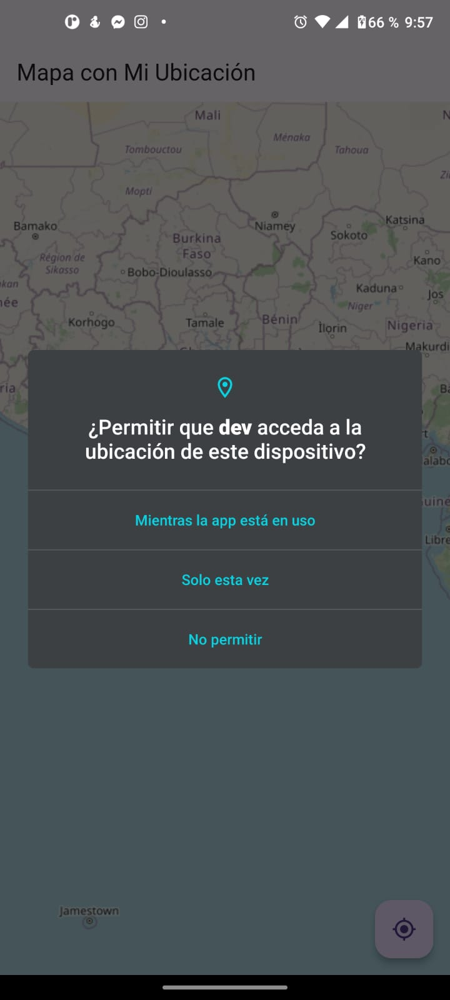 66 % 9:57
Mapa con Mi Ubicación
Mali
Ménaka
Tombouctou
Tahoua
Mopti
Niamey
Katsina
Bamako
Sokoto
Burkina
Faso
Région de
Sikasso
Kano
Bobo-Dioulasso
Kaduna
Jos
Niger
Bénin
Korhogo
Tamale
Ilorin
Nigeria
Makurdi
¿Permitir que dev acceda a la
ubicación de este dispositivo?
Mientras la app está en uso
Solo esta vez
No permitir
Jamestown